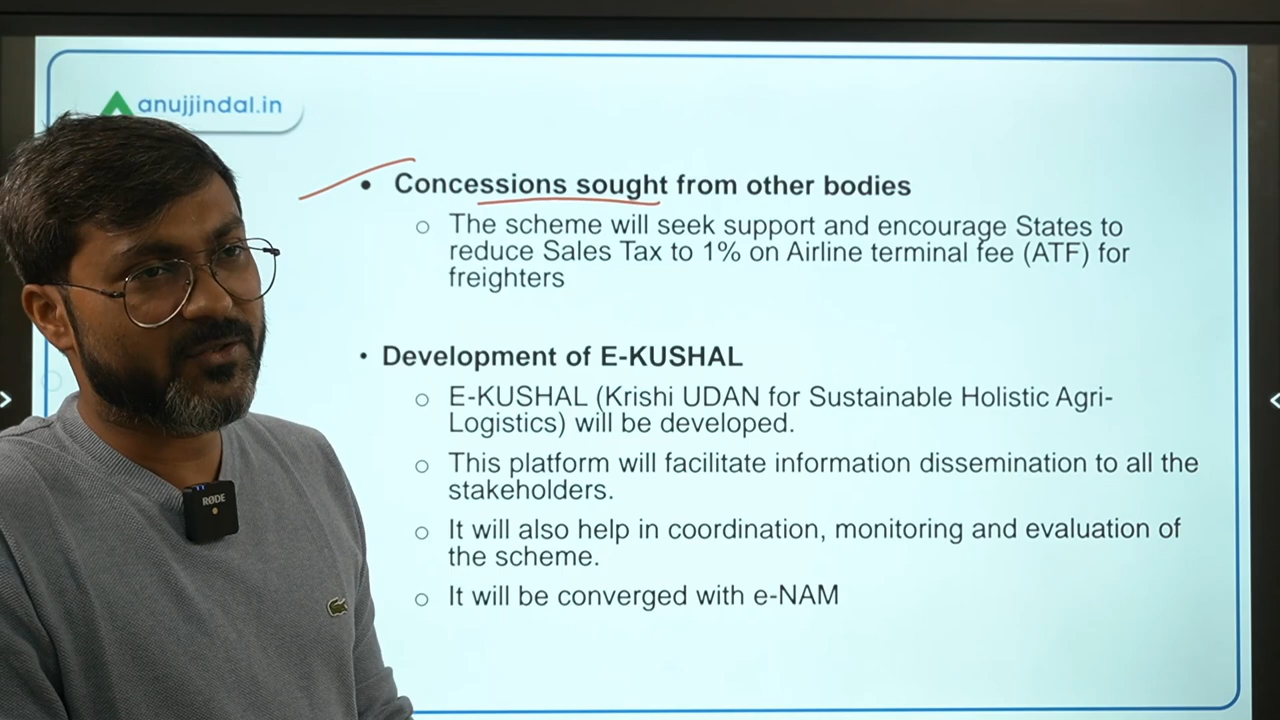 anujjindal.in
• Concessions sought from other bodies
o The scheme will seek support and encourage States to
reduce Sales Tax to 1% on Airline terminal fee (ATF) for
freighters
• Development of E-KUSHAL
o E-KUSHAL (Krishi UDAN for Sustainable Holistic Agri-
Logistics) will be developed.
o This platform will facilitate information dissemination to all the
stakeholders.
o It will also help in coordination, monitoring and evaluation of
the scheme.
o It will be converged with e-NAM
RØDE